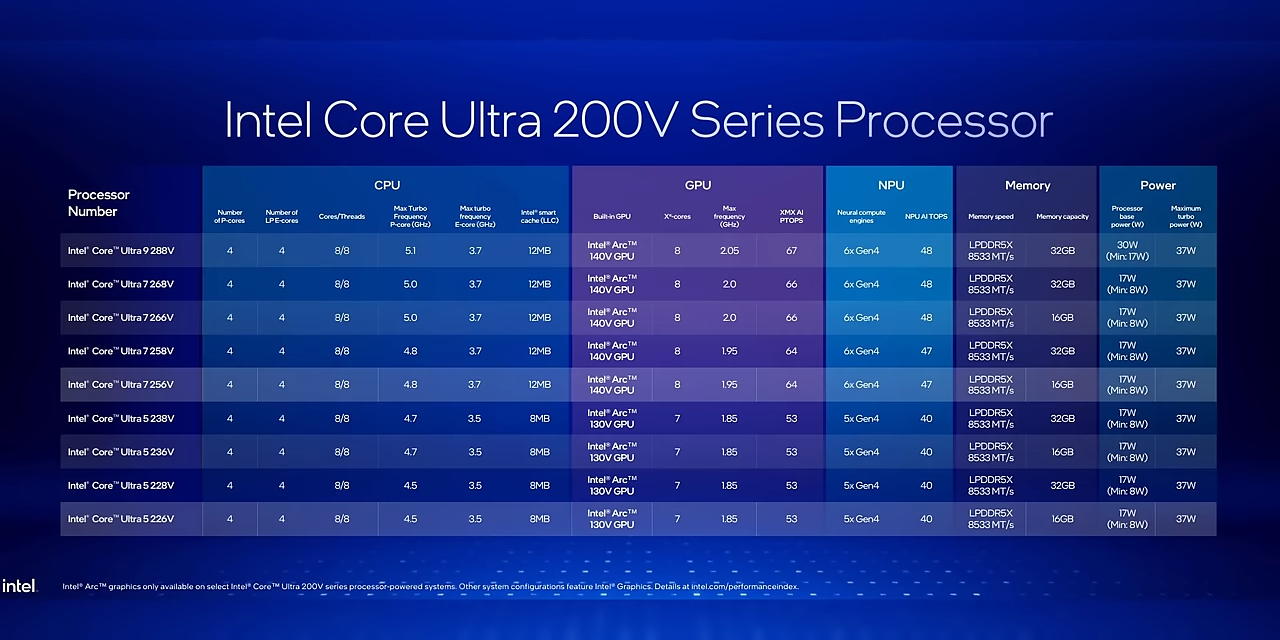 Intel Core Ultra 200V Series Processor
Processor Number
CPU
GPU
NPU
Memory
Power
Number of P-cores
Number of LP E-cores
Cores/Threads
Max Turbo Frequency P-core (GHz)
Max turbo frequency E-core (GHz)
Intel® smart cache (LLC)
Built-in GPU
Xᵉ-cores
Max frequency (GHz)
XMX AI PTOPS
Neural compute engines
NPU AI TOPS
Memory speed
Memory capacity
Processor base power (W)
Maximum turbo power (W)
Intel® Core™ Ultra 9 288V 4 4 8/8 5.1 3.7 12MB Intel® Arc™ 140V GPU 8 2.05 67 6x Gen4 48 LPDDR5X 8533 MT/s 32GB 30W (Min: 17W) 37W
Intel® Core™ Ultra 7 268V 4 4 8/8 5.0 3.7 12MB Intel® Arc™ 140V GPU 8 2.0 66 6x Gen4 48 LPDDR5X 8533 MT/s 32GB 17W (Min: 8W) 37W
Intel® Core™ Ultra 7 266V 4 4 8/8 5.0 3.7 12MB Intel® Arc™ 140V GPU 8 2.0 66 6x Gen4 48 LPDDR5X 8533 MT/s 16GB 17W (Min: 8W) 37W
Intel® Core™ Ultra 7 258V 4 4 8/8 4.8 3.7 12MB Intel® Arc™ 140V GPU 8 1.95 64 6x Gen4 47 LPDDR5X 8533 MT/s 32GB 17W (Min: 8W) 37W
Intel® Core™ Ultra 7 256V 4 4 8/8 4.8 3.7 12MB Intel® Arc™ 140V GPU 8 1.95 64 6x Gen4 47 LPDDR5X 8533 MT/s 16GB 17W (Min: 8W) 37W
Intel® Core™ Ultra 5 238V 4 4 8/8 4.7 3.5 8MB Intel® Arc™ 130V GPU 7 1.85 53 5x Gen4 40 LPDDR5X 8533 MT/s 32GB 17W (Min: 8W) 37W
Intel® Core™ Ultra 5 236V 4 4 8/8 4.7 3.5 8MB Intel® Arc™ 130V GPU 7 1.85 53 5x Gen4 40 LPDDR5X 8533 MT/s 16GB 17W (Min: 8W) 37W
Intel® Core™ Ultra 5 228V 4 4 8/8 4.5 3.5 8MB Intel® Arc™ 130V GPU 7 1.85 53 5x Gen4 40 LPDDR5X 8533 MT/s 32GB 17W (Min: 8W) 37W
Intel® Core™ Ultra 5 226V 4 4 8/8 4.5 3.5 8MB Intel® Arc™ 130V GPU 7 1.85 53 5x Gen4 40 LPDDR5X 8533 MT/s 16GB 17W (Min: 8W) 37W
intel
Intel® Arc™ graphics only available on select Intel® Core™ Ultra 200V series processor-powered systems. Other system configurations feature Intel® Graphics. Details at intel.com/performanceindex.